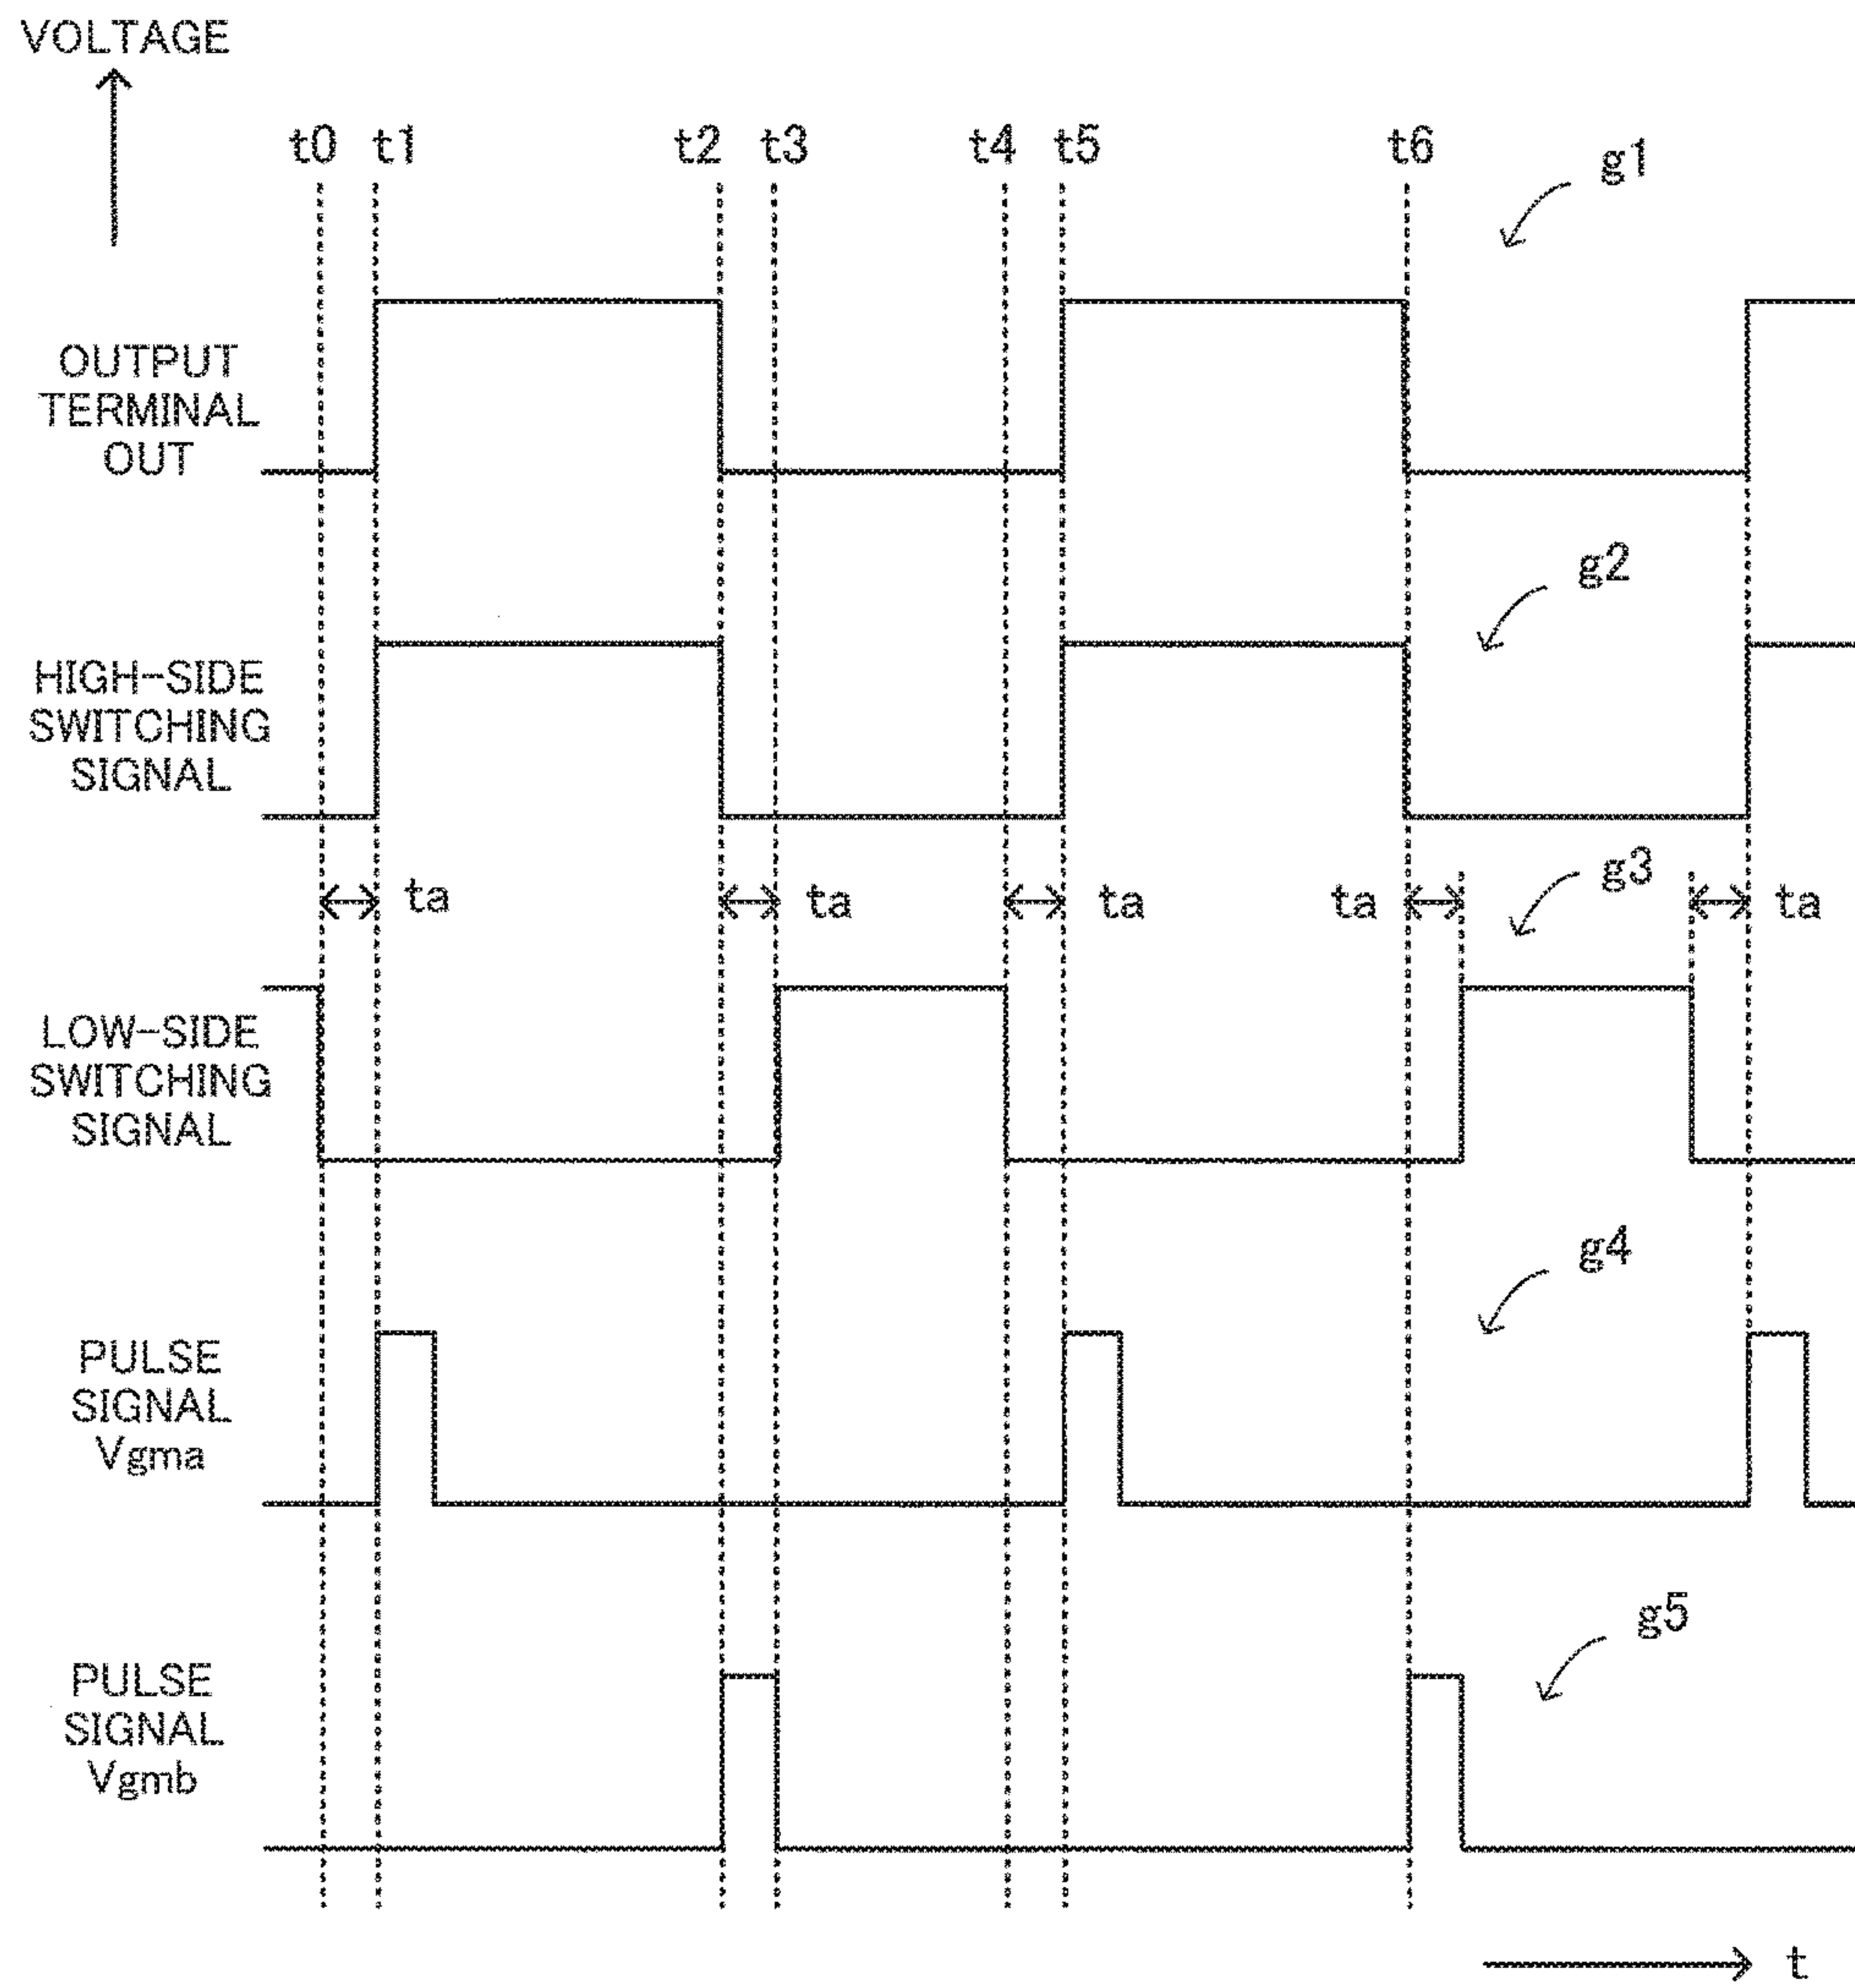 VOLTAGE
t0 t1 t2 t3 t4 t5 t6
g1
OUTPUT
TERMINAL
OUT
g2
HIGH-SIDE
SWITCHING
SIGNAL
g3
ta ta ta ta ta
LOW-SIDE
SWITCHING
SIGNAL
g4
PULSE
SIGNAL
Vgma
g5
PULSE
SIGNAL
Vgmb
t